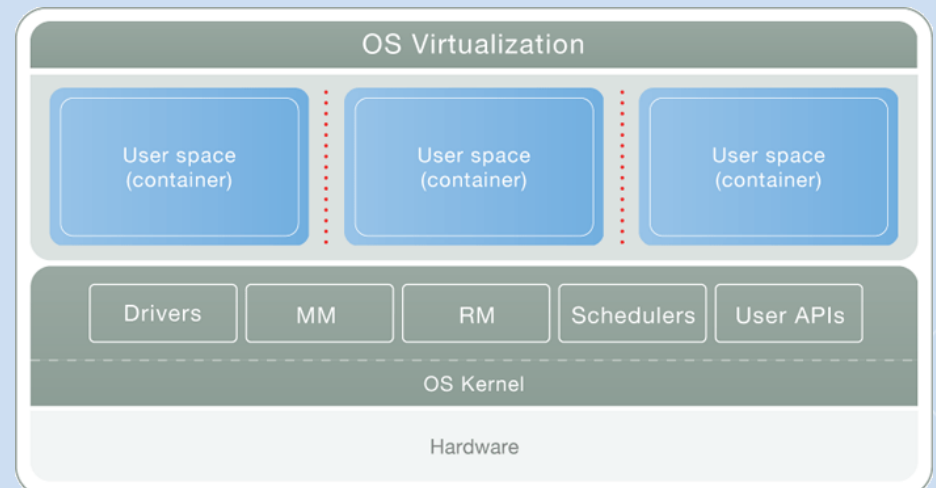 OS Virtualization
User space
(container)
User space
(container)
User space
(container)
Drivers
MM
RM
Schedulers
User APIs
OS Kernel
Hardware